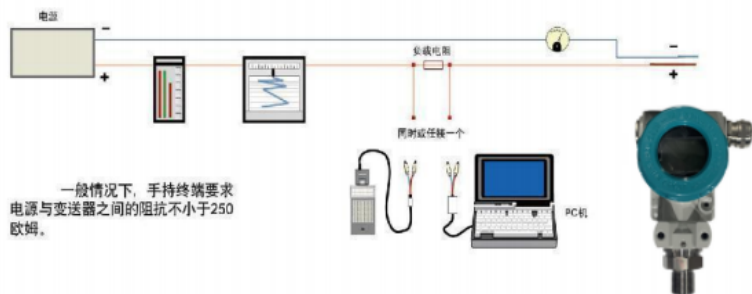 电源
−
+
负载电阻
−
+
同时或任接一个
PC机
一般情况下，手持终端要求
电源与变送器之间的阻抗不小于250
欧姆。